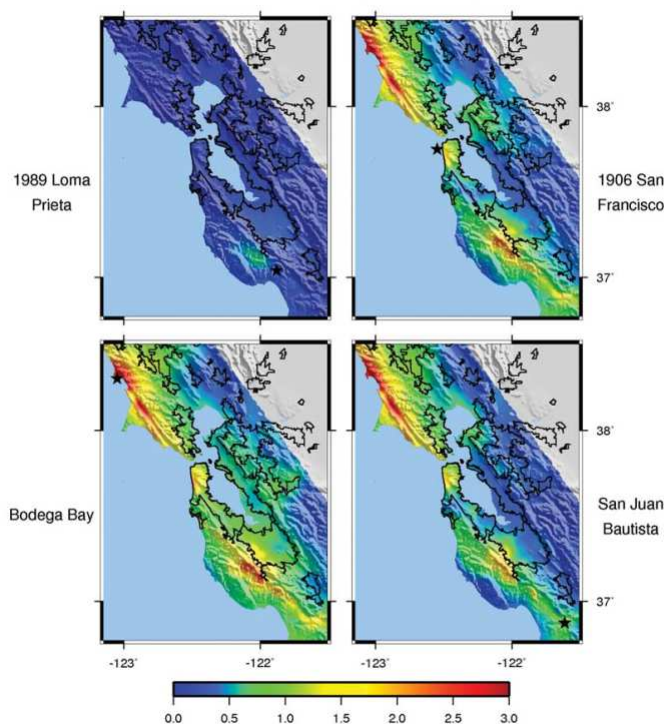 38˚
1989 Loma
Prieta
1906 San
Francisco
37˚
38˚
Bodega Bay
San Juan
Bautista
37˚
-123˚
-122˚
-123˚
-122˚
0.0 0.5 1.0 1.5 2.0 2.5 3.0